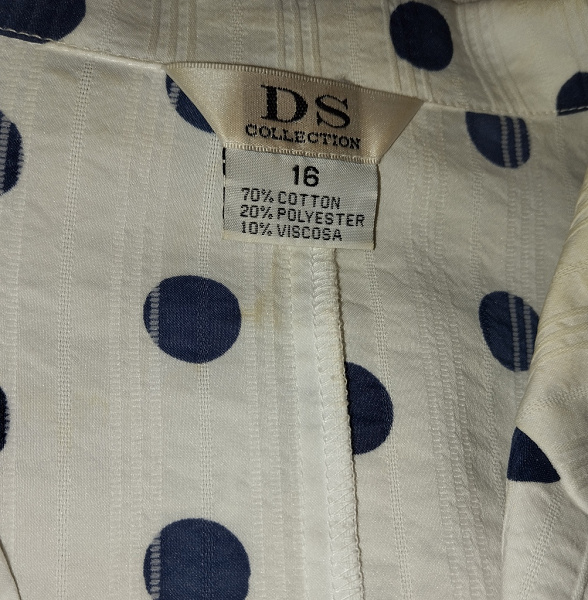 DS
COLLECTION
16
70% COTTON
20% POLYESTER
10% VISCOSA